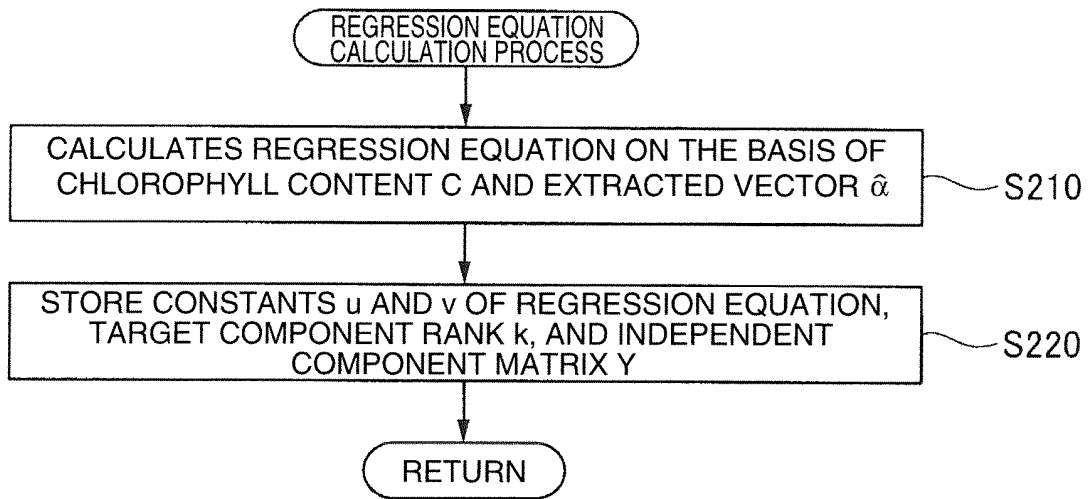 REGRESSION EQUATION
CALCULATION PROCESS
CALCULATES REGRESSION EQUATION ON THE BASIS OF
CHLOROPHYLL CONTENT C AND EXTRACTED VECTOR α̂
S210
STORE CONSTANTS u AND v OF REGRESSION EQUATION,
TARGET COMPONENT RANK k, AND INDEPENDENT
COMPONENT MATRIX Y
S220
RETURN